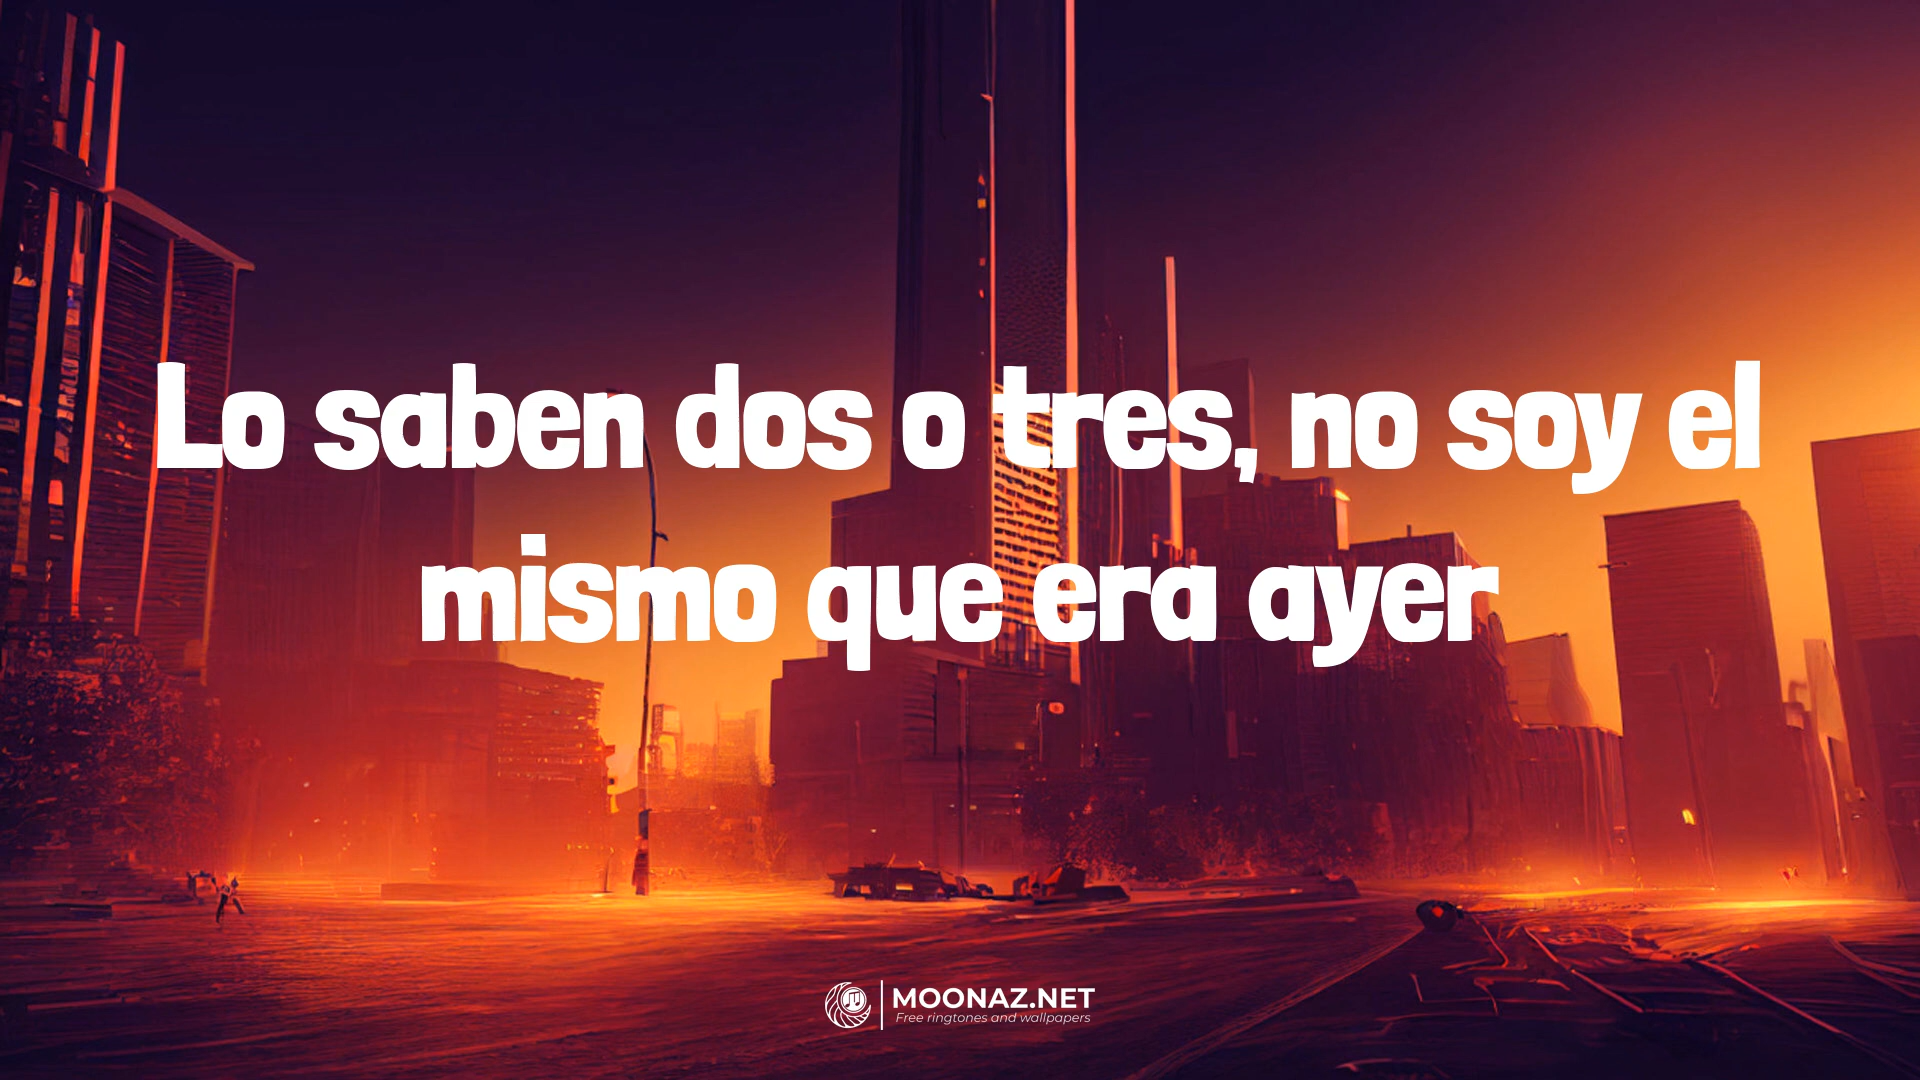 Lo saben dos o tres, no soy el
mismo que era ayer
MOONAZ.NET
Free ringtones and wallpapers